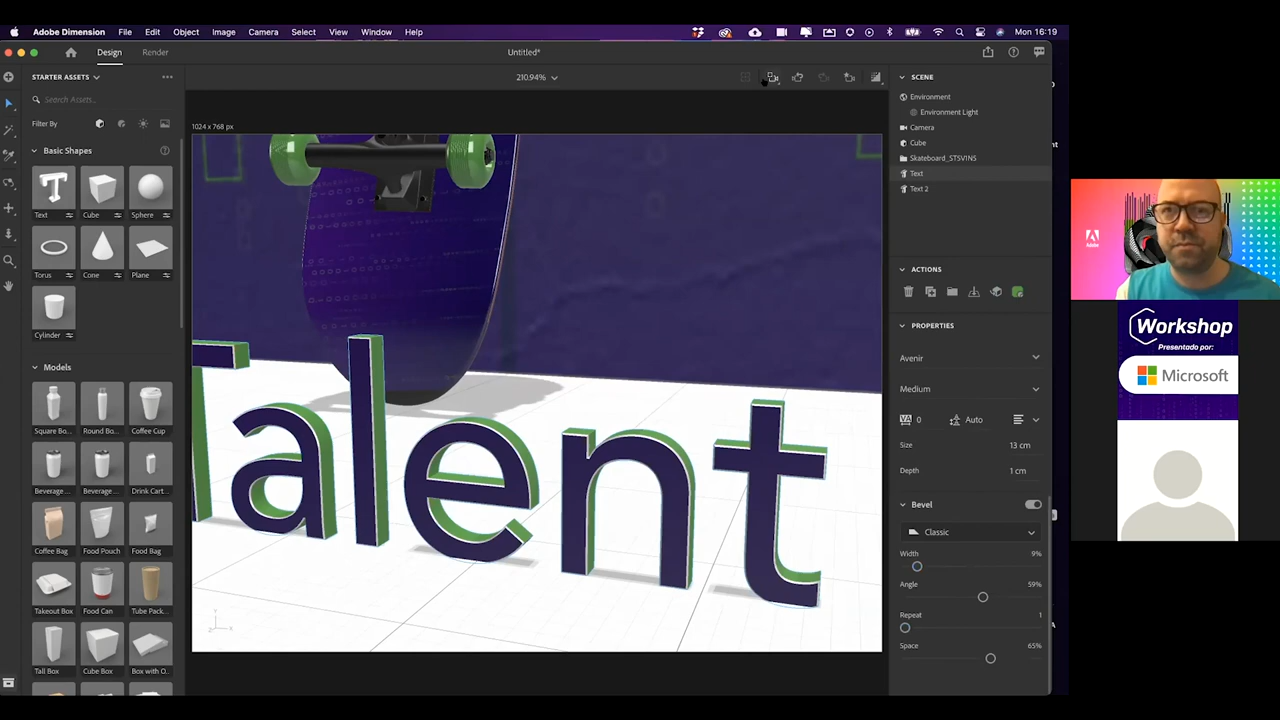 Adobe Dimension File Edit Object Image Camera Select View Window Help Mon 16:19
Design Render Untitled*
STARTER ASSETS
210.94%
Search Assets..
Filter By
1024 x 768 px
Basic Shapes
Text Cube Sphere
Torus Cone Plane
Cylinder
Models
Square Bo... Round Bo... Coffee Cup
Beverage ... Beverage ... Drink Cart...
Coffee Bag Food Pouch Food Bag
Takeout Box Food Can Tube Pack...
Tall Box Cube Box Box with O...
Talent
SCENE
Environment
Environment Light
Camera
Cube
Skateboard_STSV1NS
Text
Text 2
ACTIONS
PROPERTIES
Avenir
Medium
VA 0 Auto
Size 13 cm
Depth 1 cm
Bevel
Classic
Width 9%
Angle 59%
Repeat 1
Space 65%
Adobe
Workshop
Presentado por:
Microsoft